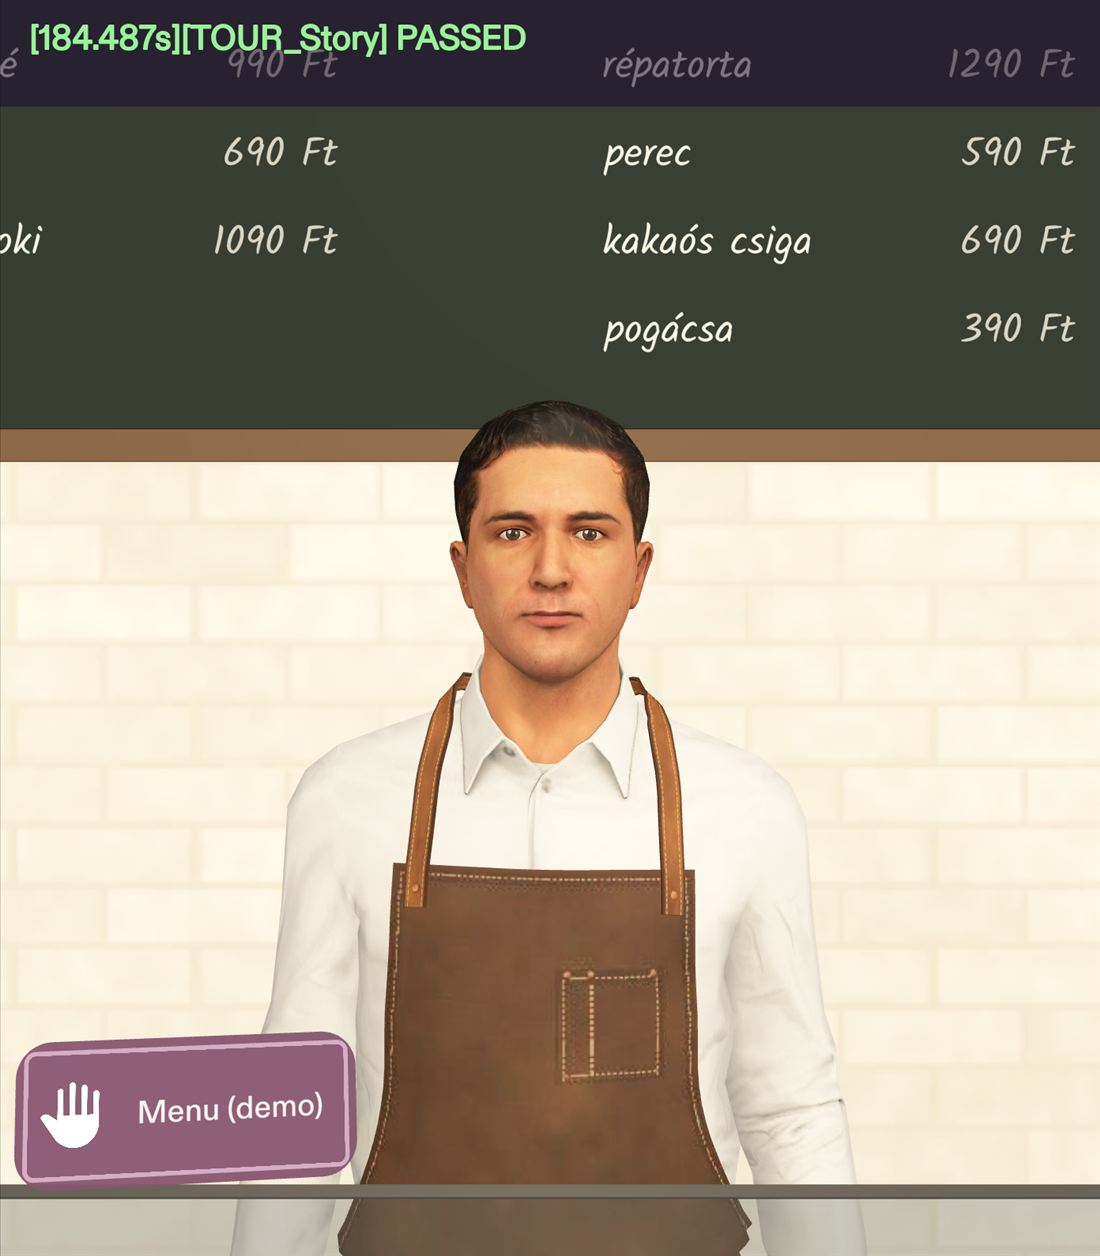 [184.487s][TOUR_Story] PASSED
é 990 Ft répatorta 1290 Ft
690 Ft perec 590 Ft
oki 1090 Ft kakaós csiga 690 Ft
pogácsa 390 Ft
Menu (demo)